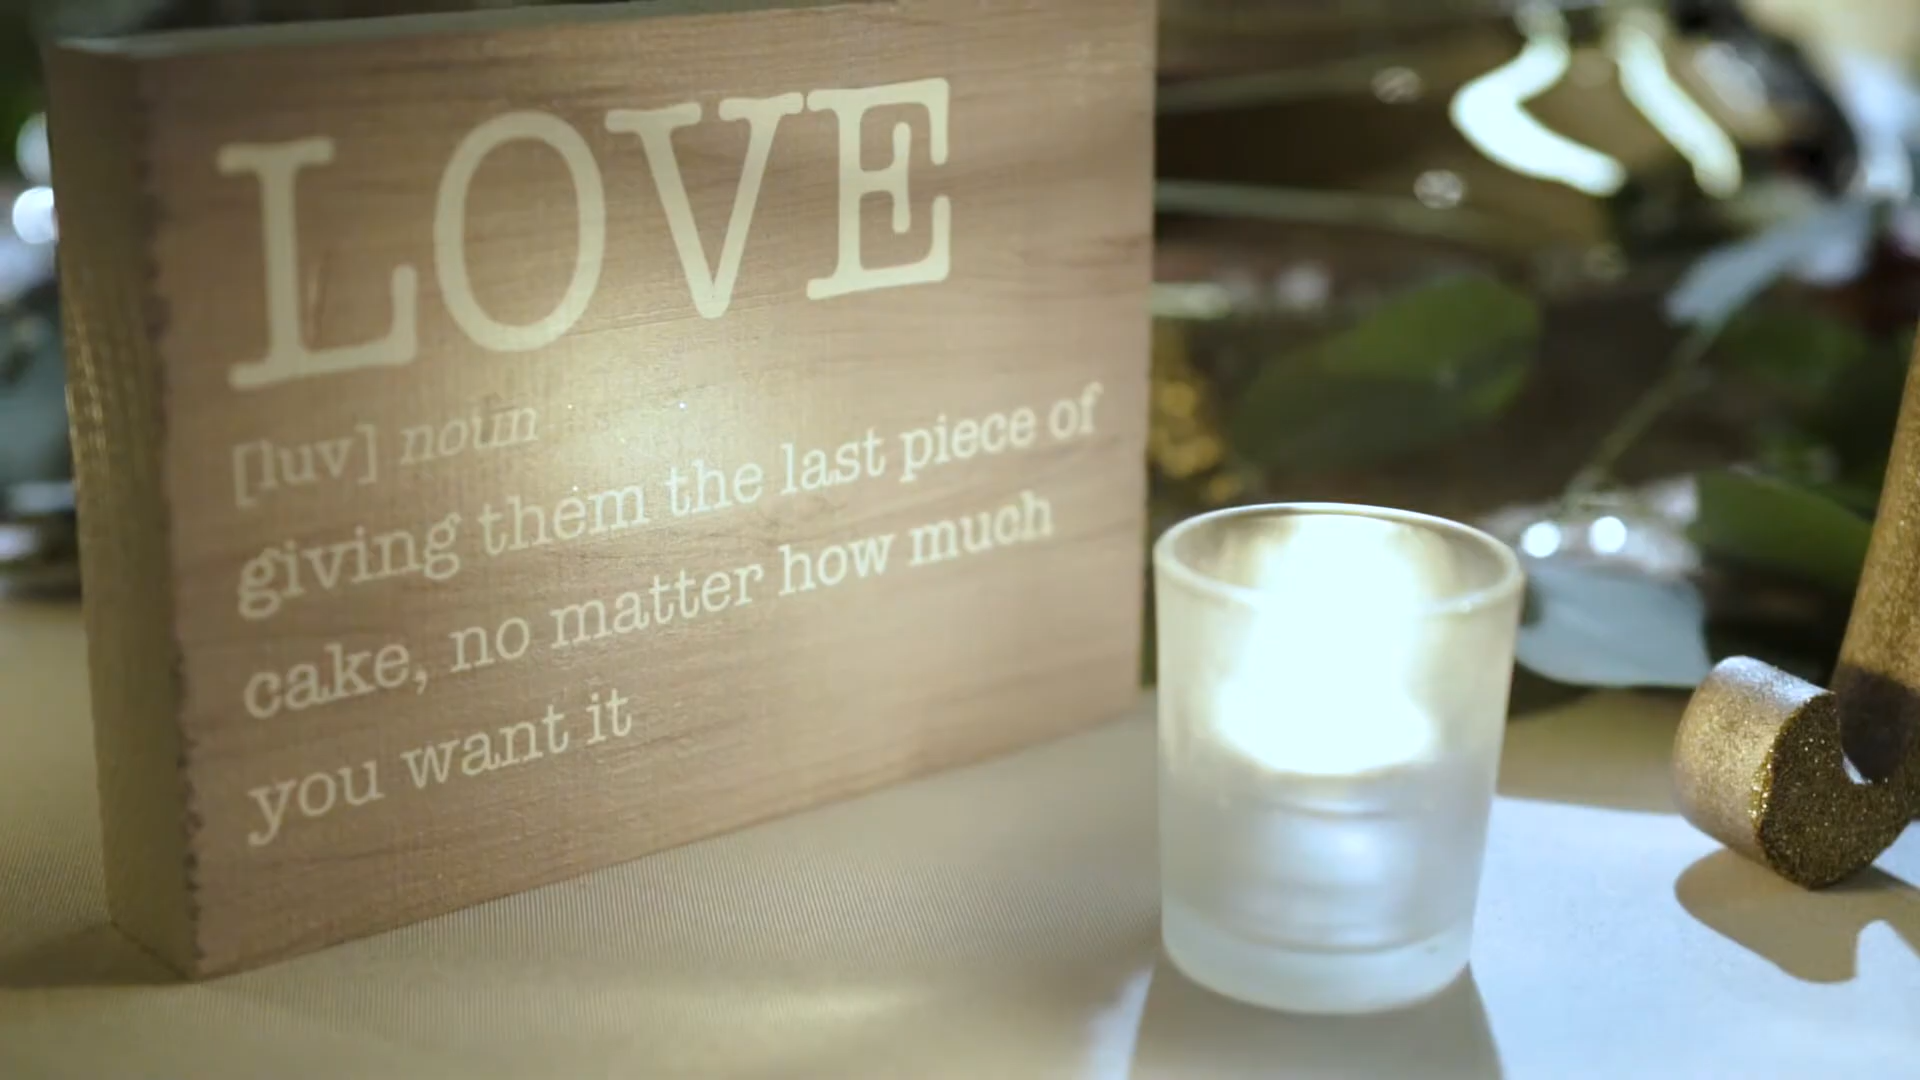 LOVE
[luv] noun
giving them the last piece of
cake, no matter how much
you want it